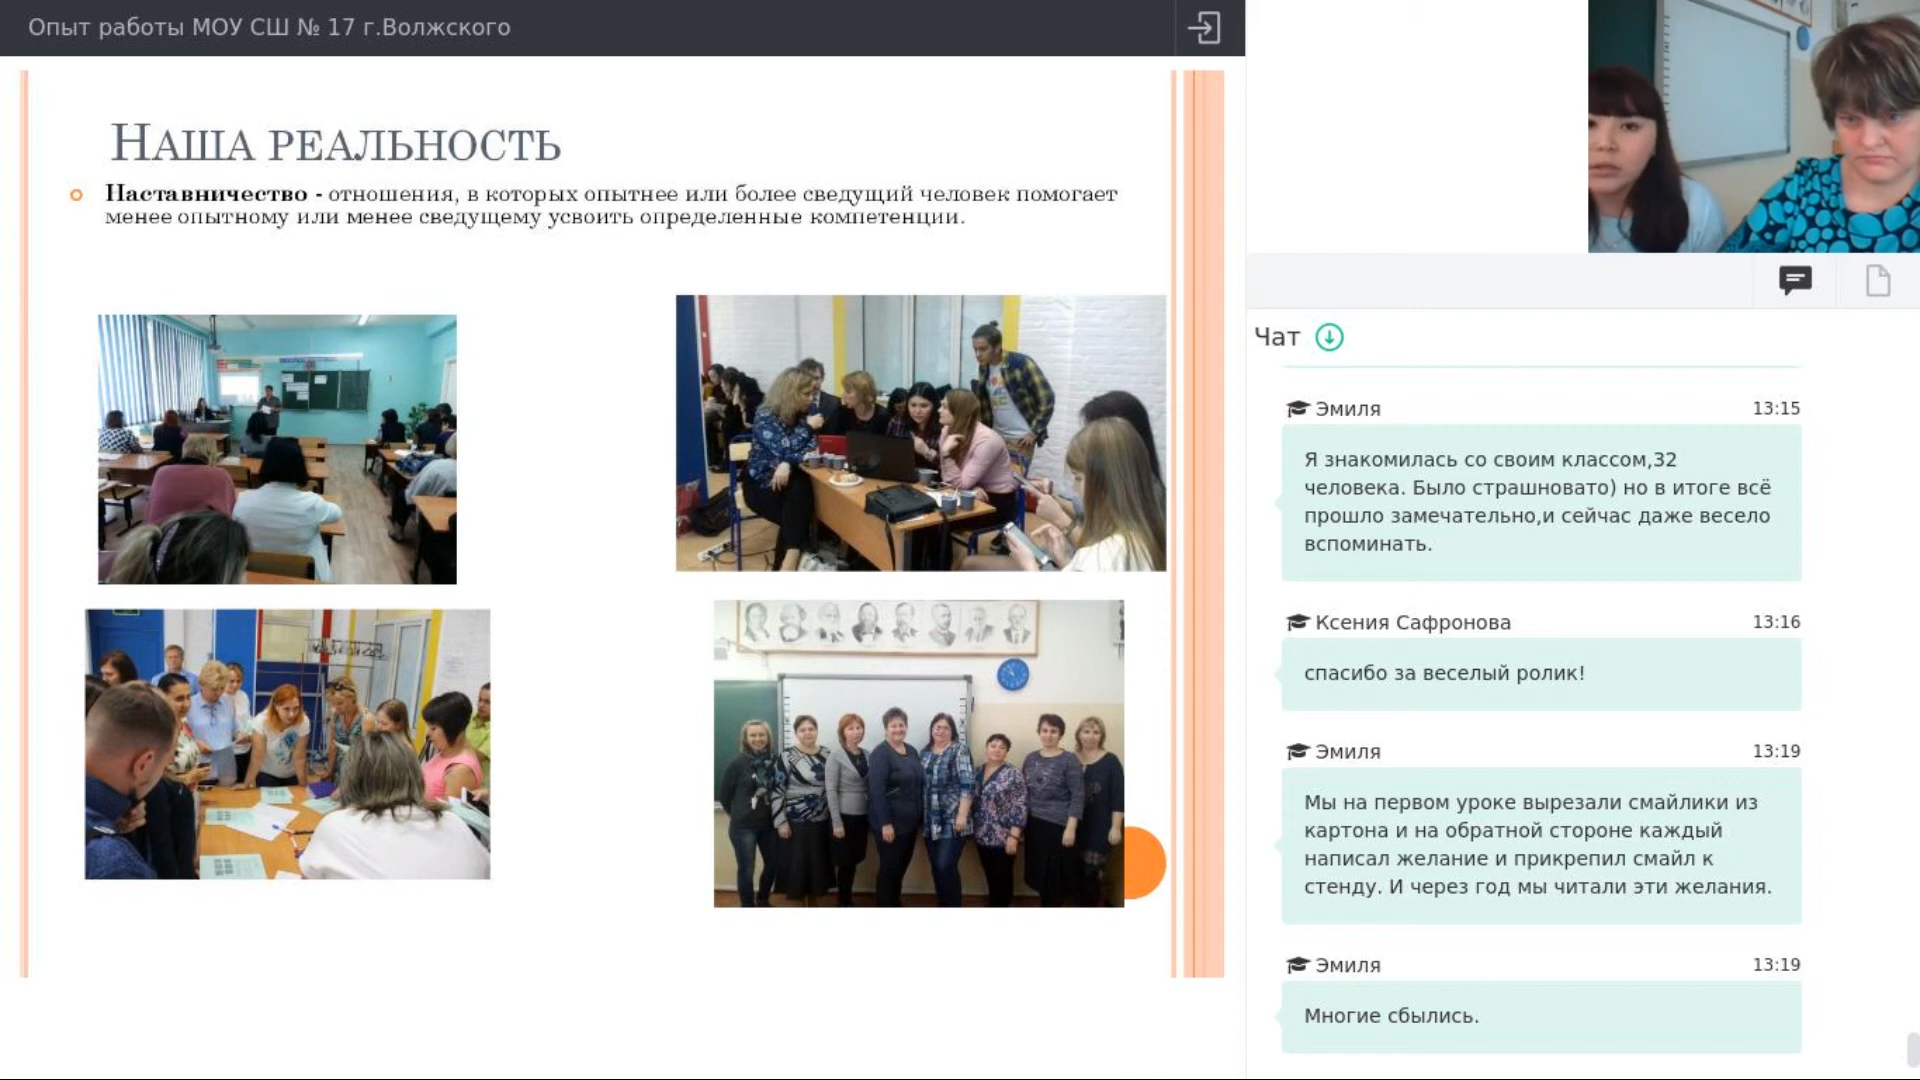 Опыт работы МОУ СШ № 17 г.Волжского
НАША РЕАЛЬНОСТЬ
Наставничество - отношения, в которых опытнее или более сведущий человек помогает
менее опытному или менее сведущему усвоить определенные компетенции.
Чат
Эмиля 13:15
Я знакомилась со своим классом,32
человека. Было страшновато) но в итоге всё
прошло замечательно,и сейчас даже весело
вспоминать.
Ксения Сафронова 13:16
спасибо за веселый ролик!
Эмиля 13:19
Мы на первом уроке вырезали смайлики из
картона и на обратной стороне каждый
написал желание и прикрепил смайл к
стенду. И через год мы читали эти желания.
Эмиля 13:19
Многие сбылись.